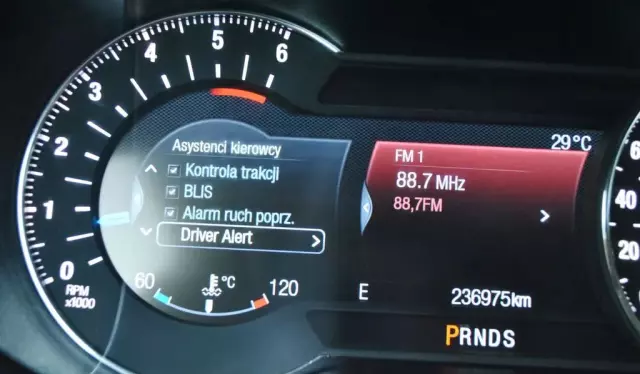 5
4
6
3
2
1
0
RPM
x1000
Asystenci kierowcy
Kontrola trakcji
BLIS
Alarm ruch poprz.
Driver Alert
60
°C
120
29°C
FM 1
88.7 MHz
88,7FM
E
236975km
PRNDS
40
20
0